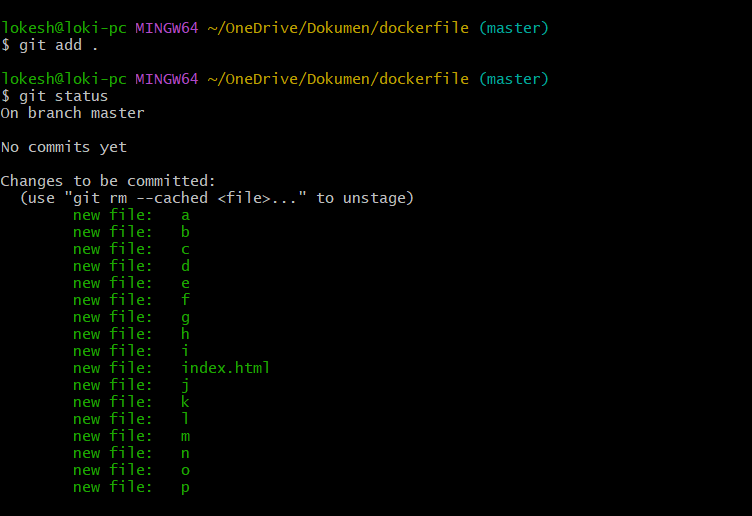 lokesh@loki-pc MINGW64 ~/OneDrive/Dokumen/dockerfile (master)
$ git add .
lokesh@loki-pc MINGW64 ~/OneDrive/Dokumen/dockerfile (master)
$ git status
On branch master
No commits yet
Changes to be committed:
  (use "git rm --cached <file>..." to unstage)
        new file:   a
        new file:   b
        new file:   c
        new file:   d
        new file:   e
        new file:   f
        new file:   g
        new file:   h
        new file:   i
        new file:   index.html
        new file:   j
        new file:   k
        new file:   l
        new file:   m
        new file:   n
        new file:   o
        new file:   p